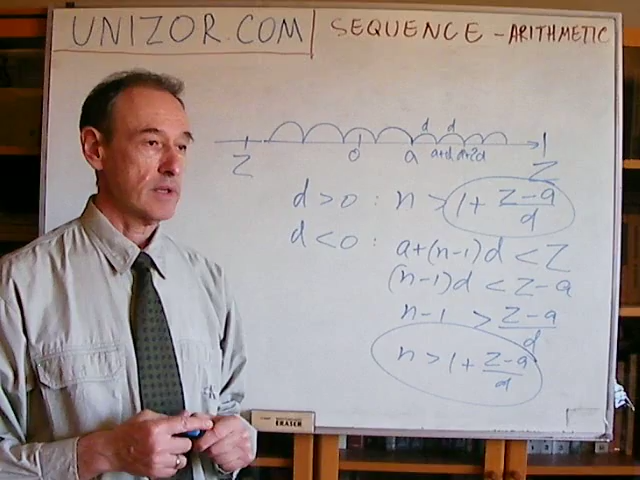 UNIZOR.COM | SEQUENCE - ARITHMETIC
d d
Z 0 a a+d a+2d Z
d > 0 : n > 1 + (Z-a)/d
d < 0 : a+(n-1)d < Z
(n-1)d < Z-a
n-1 > (Z-a)/d
n > 1 + (Z-a)/d
ERASER